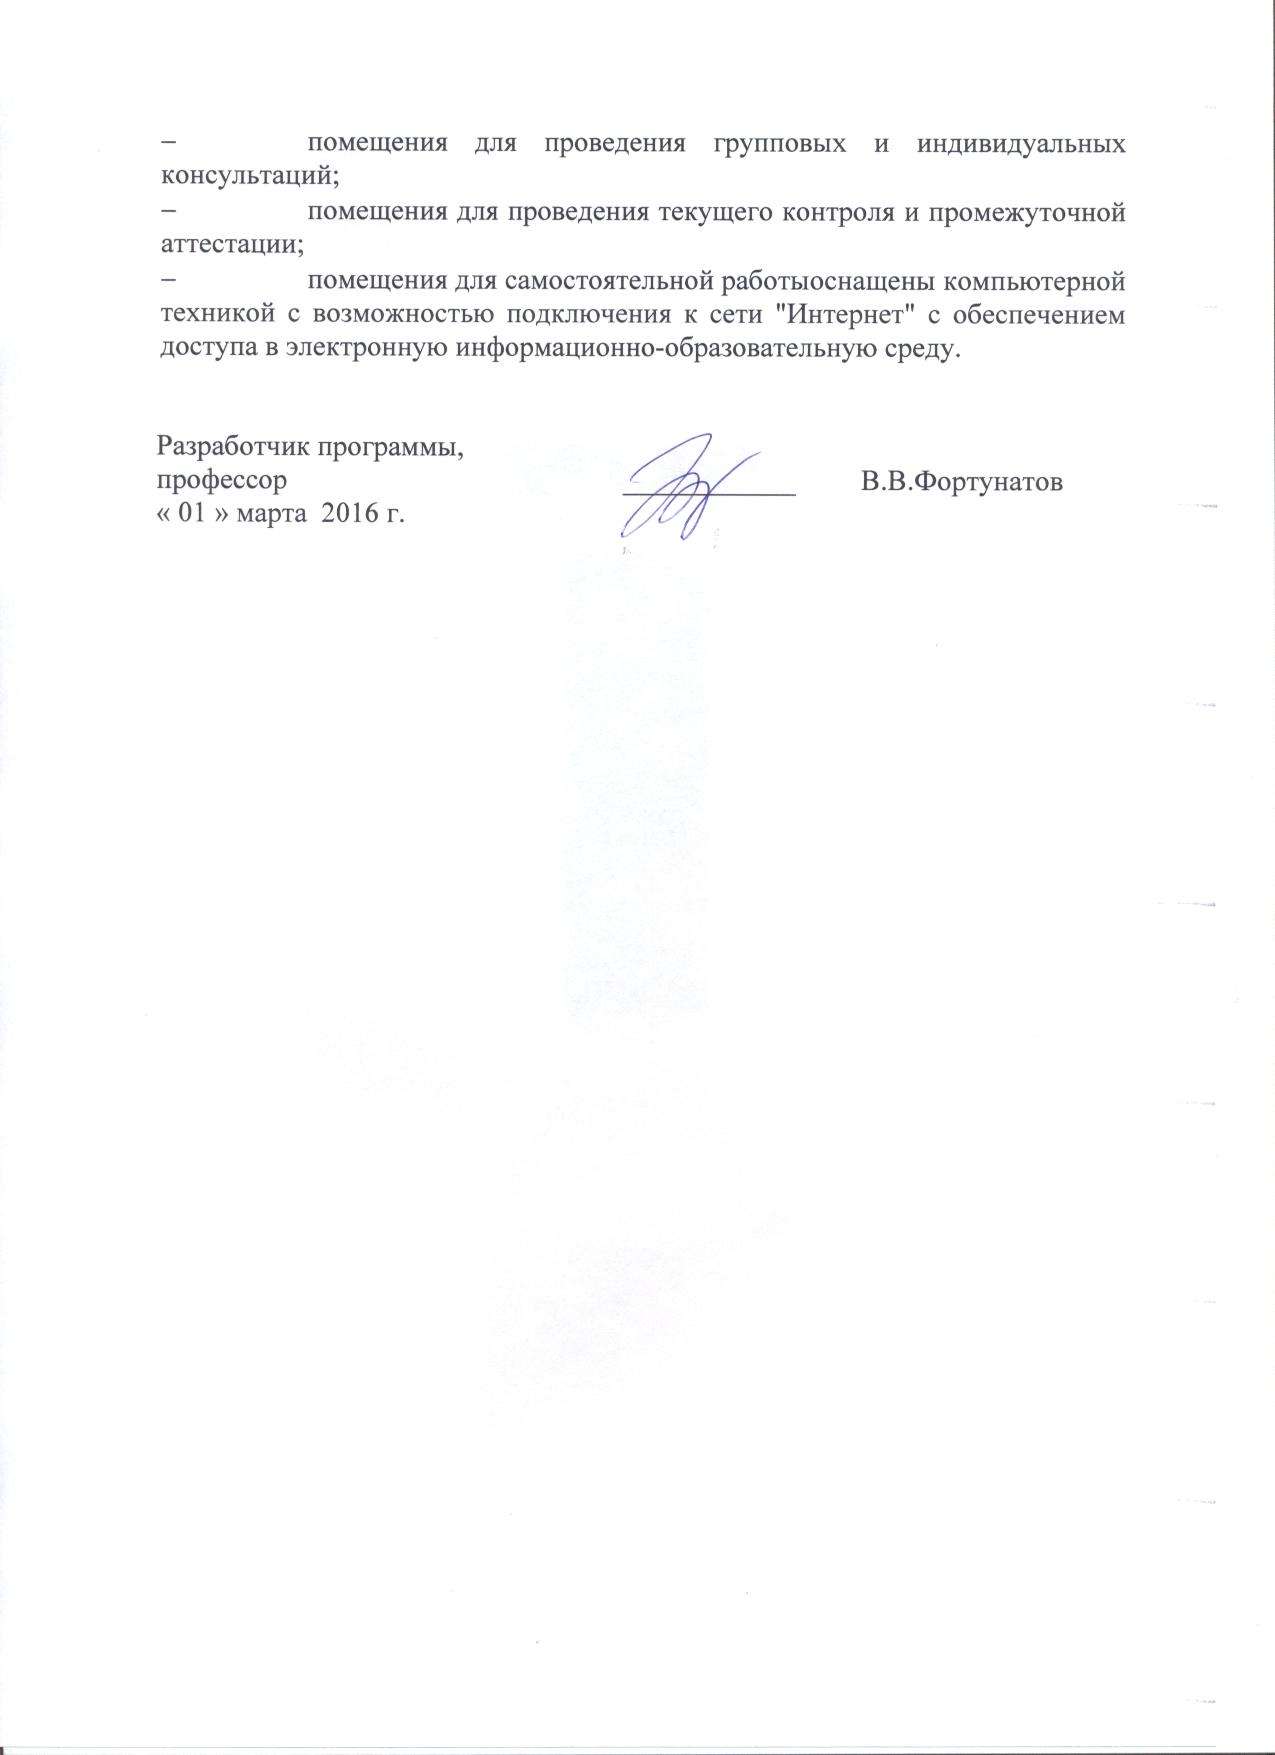 – помещения для проведения групповых и индивидуальных
консультаций;
– помещения для проведения текущего контроля и промежуточной
аттестации;
– помещения для самостоятельной работыоснащены компьютерной
техникой с возможностью подключения к сети "Интернет" с обеспечением
доступа в электронную информационно-образовательную среду.
Разработчик программы,
профессор В.В.Фортунатов
« 01 » марта 2016 г.